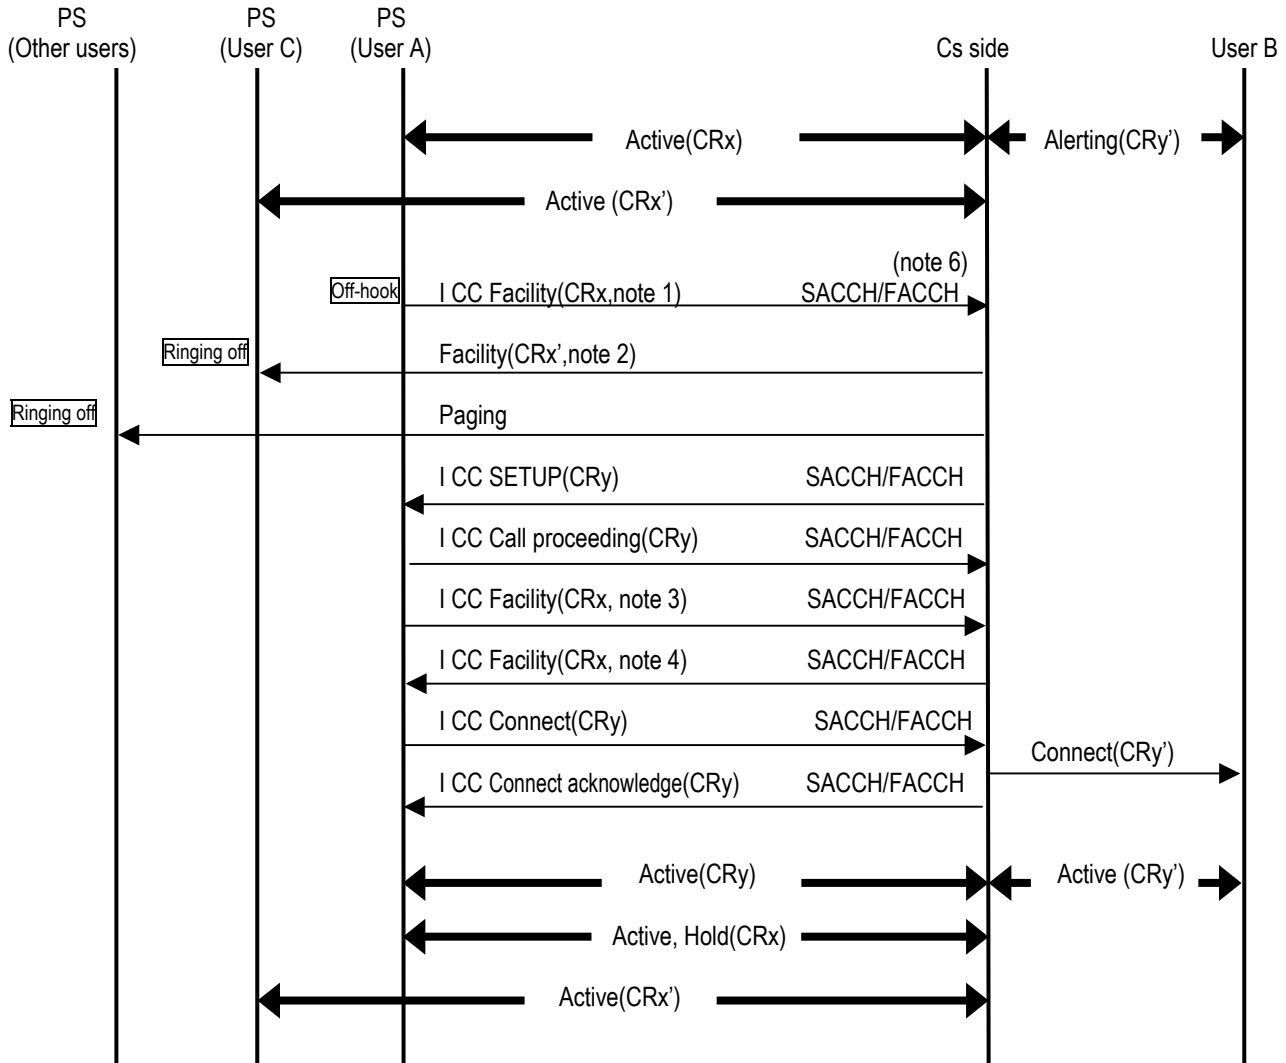 PS PS PS
(Other users) (User C) (User A) Cs side User B
Active(CRx) Alerting(CRy’)
Active (CRx’)
(note 6)
Off-hook I CC Facility(CRx,note 1) SACCH/FACCH
Ringing off Facility(CRx’,note 2)
Ringing off Paging
I CC SETUP(CRy) SACCH/FACCH
I CC Call proceeding(CRy) SACCH/FACCH
I CC Facility(CRx, note 3) SACCH/FACCH
I CC Facility(CRx, note 4) SACCH/FACCH
I CC Connect(CRy) SACCH/FACCH
Connect(CRy’)
I CC Connect acknowledge(CRy) SACCH/FACCH
Active(CRy) Active (CRy’)
Active, Hold(CRx)
Active(CRx’)